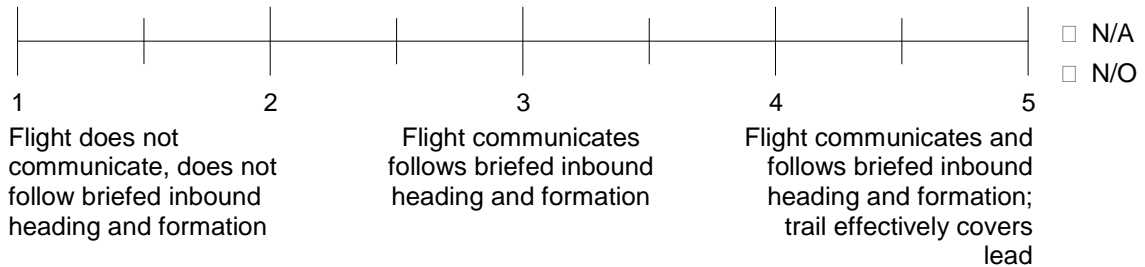 N/A
N/O
1 2 3 4 5
Flight does not
communicate, does not
follow briefed inbound
heading and formation
Flight communicates
follows briefed inbound
heading and formation
Flight communicates and
follows briefed inbound
heading and formation;
trail effectively covers
lead